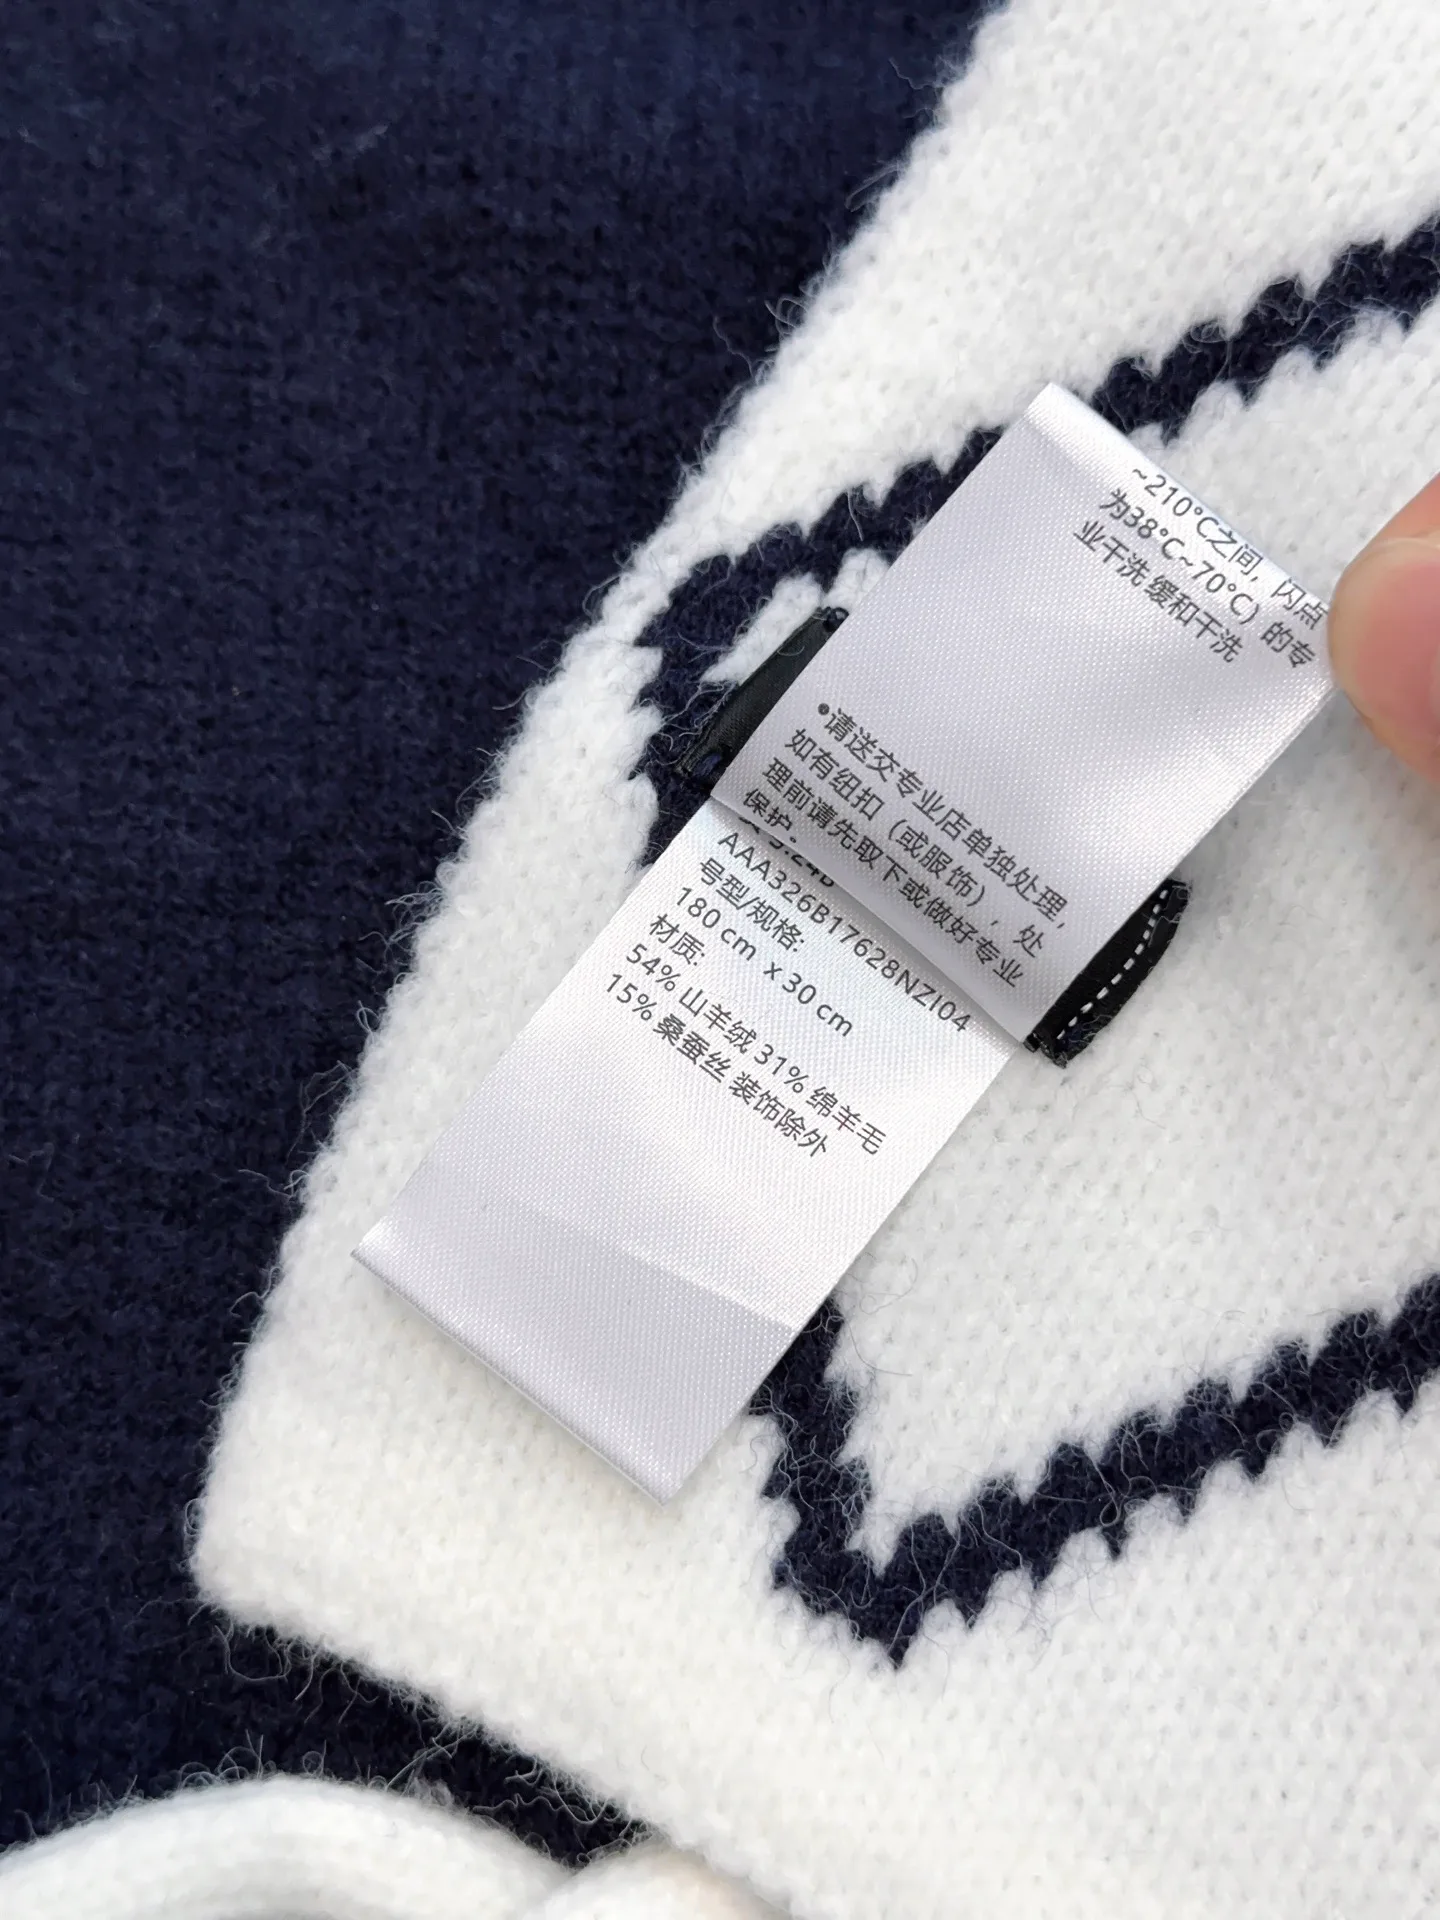 ~210°C之间，闪点
为38°C~70°C）的专
业干洗 缓和干洗
•请送交专业店单独处理，
如有纽扣（或服饰），处
理前请先取下或做好专业
保护。
AAA326B17628NZI04
号型/规格:
180 cm x 30 cm
材质:
54% 山羊绒 31% 绵羊毛
15% 桑蚕丝 装饰除外